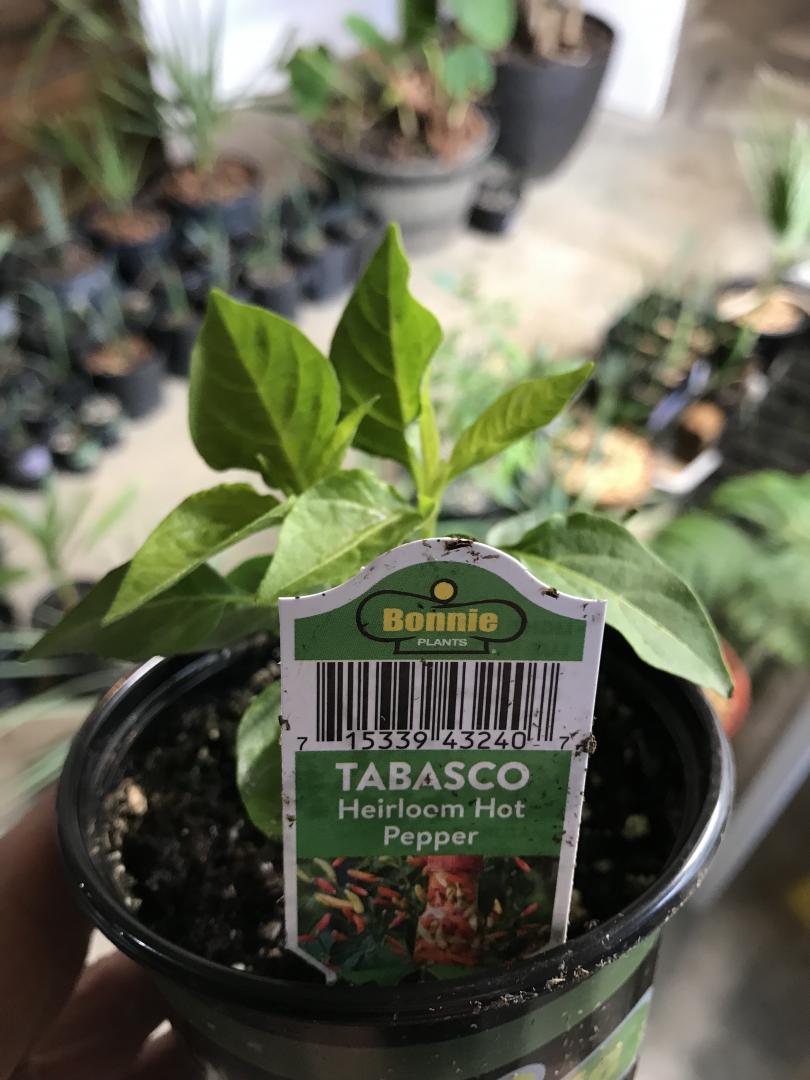 Bonnie
PLANTS
7 15339 43240 7
TABASCO
Heirloom Hot
Pepper